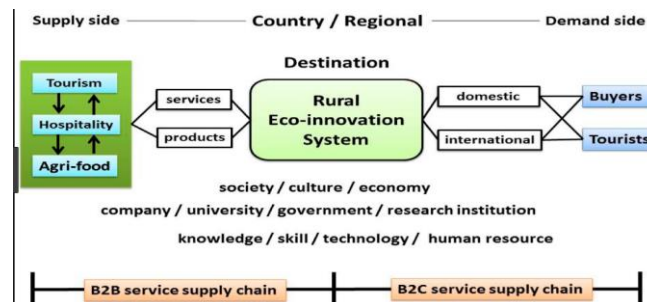 Supply side Country / Regional Demand side
Destination
Tourism
Hospitality
Agri-food
services
products
Rural
Eco-innovation
System
domestic
international
Buyers
Tourists
society / culture / economy
company / university / government / research institution
knowledge / skill / technology / human resource
B2B service supply chain B2C service supply chain